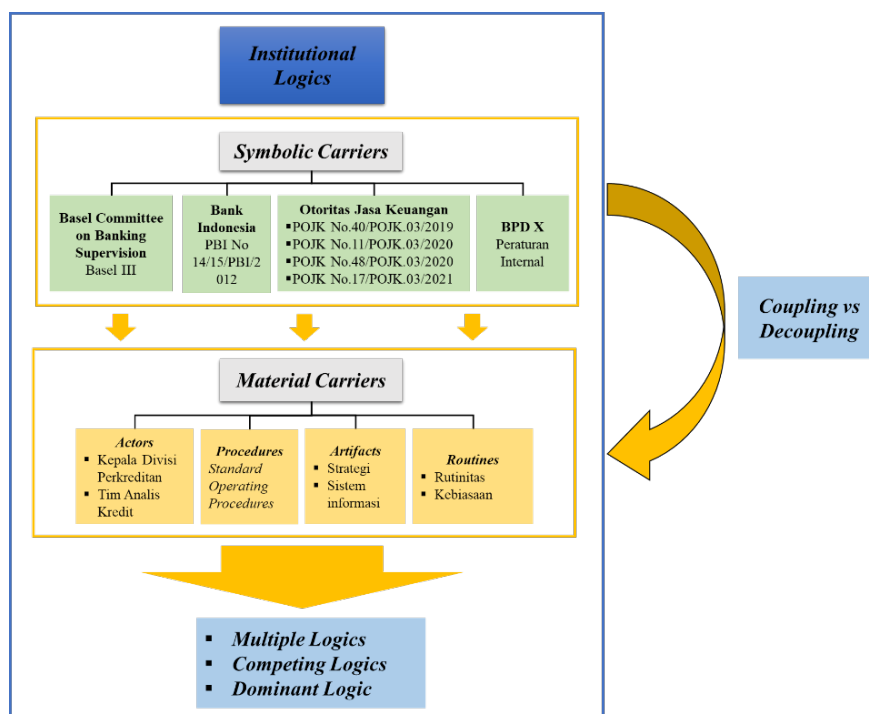 Institutional
Logics
Symbolic Carriers
Basel Committee
on Banking
Supervision
Basel III
Bank
Indonesia
PBI No
14/15/PBI/2
012
Otoritas Jasa Keuangan
▪POJK No.40/POJK.03/2019
▪POJK No.11/POJK.03/2020
▪POJK No.48/POJK.03/2020
▪POJK No.17/POJK.03/2021
BPD X
Peraturan
Internal
Coupling vs
Decoupling
Material Carriers
Actors
▪ Kepala Divisi
Perkreditan
▪ Tim Analis
Kredit
Procedures
Standard
Operating
Procedures
Artifacts
▪ Strategi
▪ Sistem
informasi
Routines
▪ Rutinitas
▪ Kebiasaan
▪ Multiple Logics
▪ Competing Logics
▪ Dominant Logic